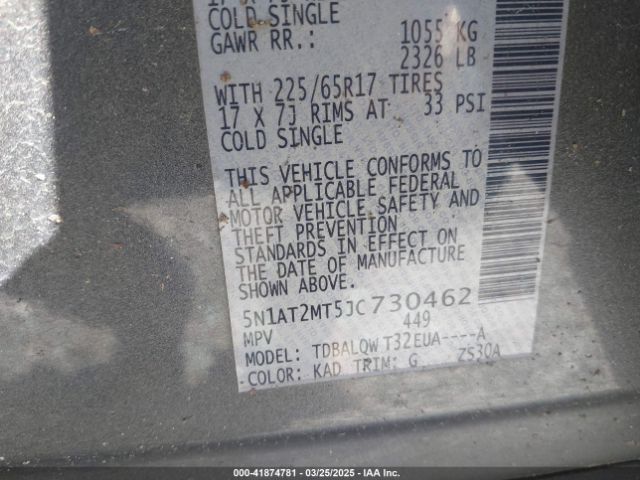 COLD SINGLE
GAWR RR.: 1055 KG
2326 LB
WITH 225/65R17 TIRES
17 X 7J RIMS AT 33 PSI
COLD SINGLE
THIS VEHICLE CONFORMS TO
ALL APPLICABLE FEDERAL
MOTOR VEHICLE SAFETY AND
THEFT PREVENTION
STANDARDS IN EFFECT ON
THE DATE OF MANUFACTURE
SHOWN ABOVE.
5N1AT2MT5JC730462
MPV 449
MODEL: TDBALQW T32EUA----A
COLOR: KAD TRIM: G ZS30A
000-41874781 | 03/25/2025 | IAA Inc.